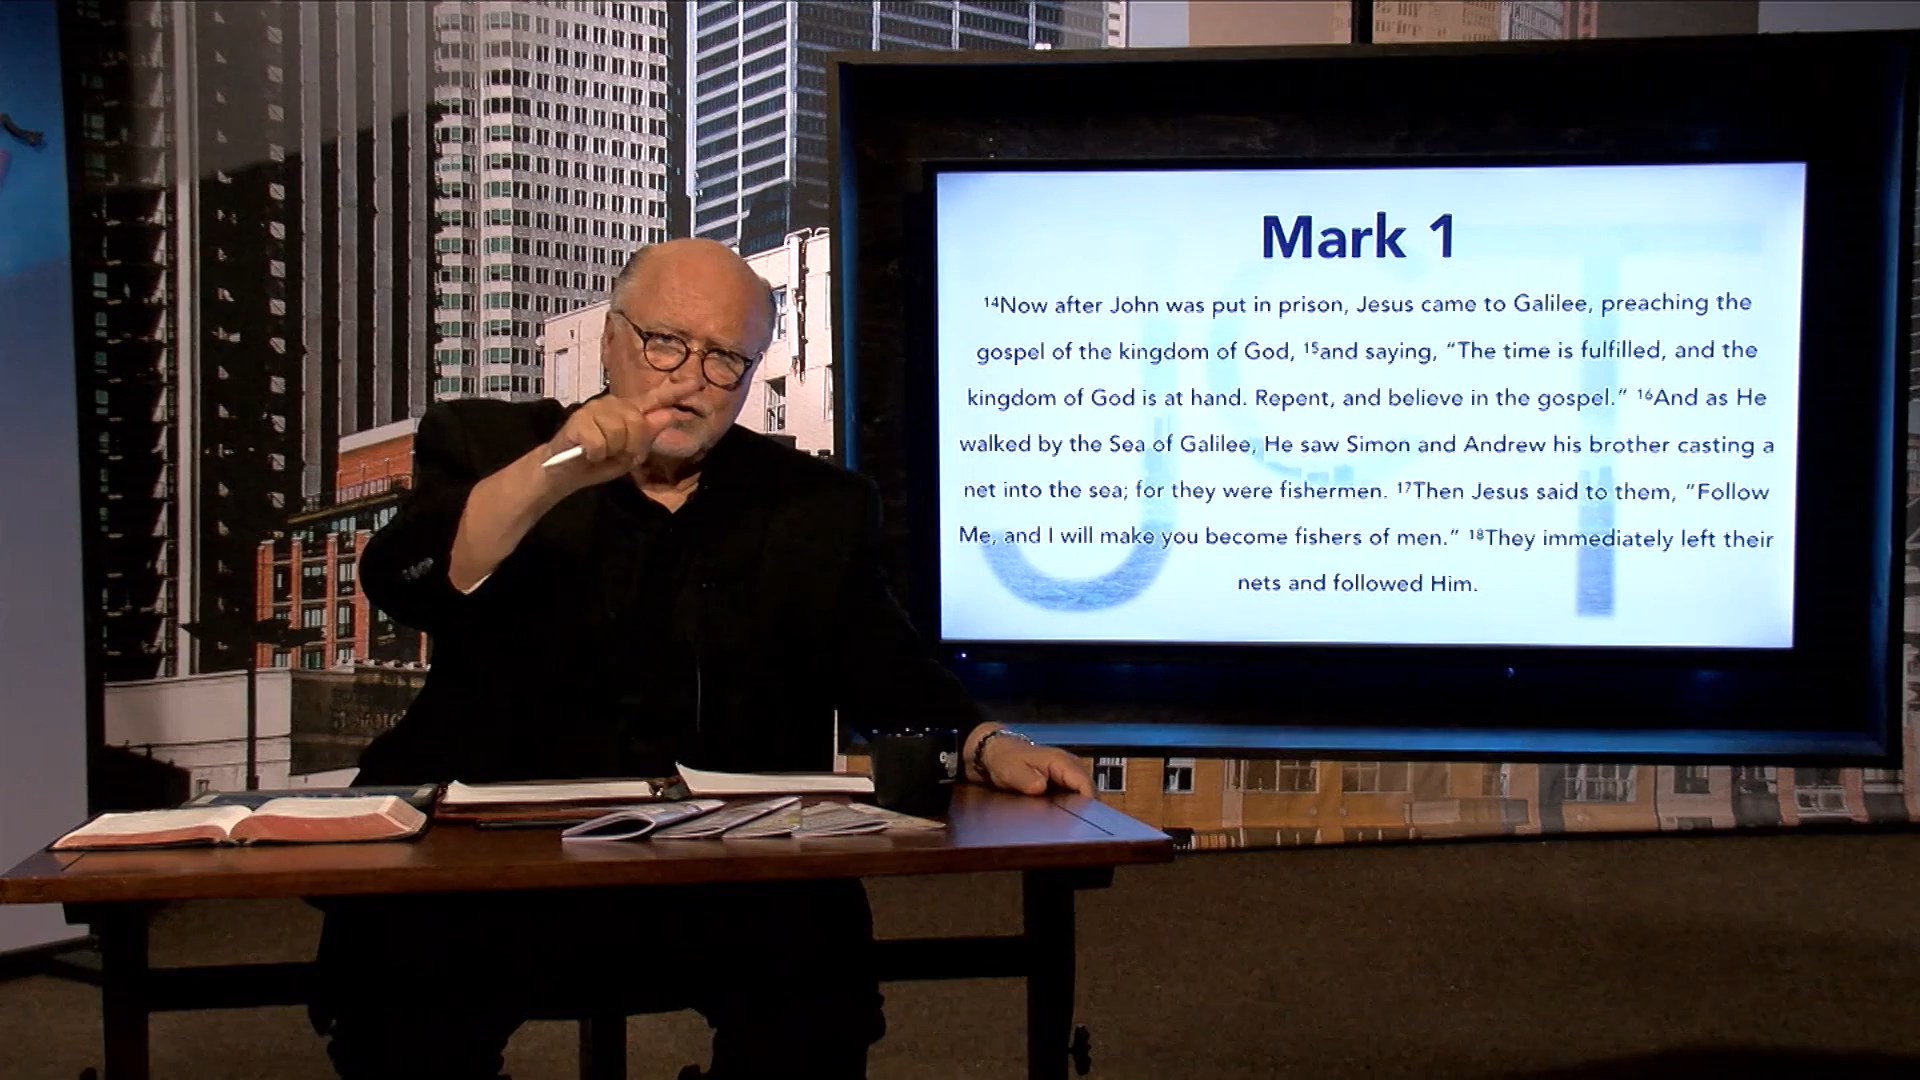 Mark 1
¹⁴Now after John was put in prison, Jesus came to Galilee, preaching the
gospel of the kingdom of God, ¹⁵and saying, “The time is fulfilled, and the
kingdom of God is at hand. Repent, and believe in the gospel.” ¹⁶And as He
walked by the Sea of Galilee, He saw Simon and Andrew his brother casting a
net into the sea; for they were fishermen. ¹⁷Then Jesus said to them, “Follow
Me, and I will make you become fishers of men.” ¹⁸They immediately left their
nets and followed Him.